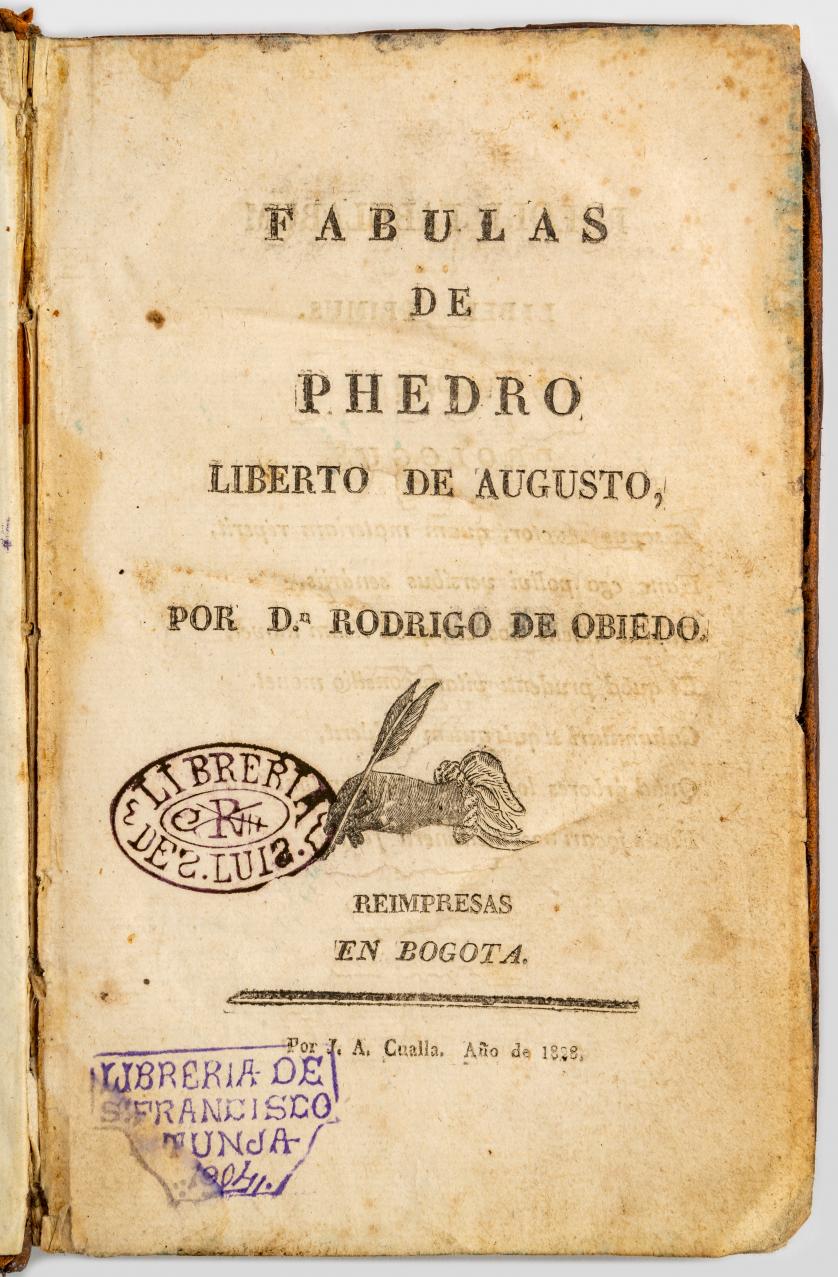 FABULAS
DE
PHEDRO
LIBERTO DE AUGUSTO,
POR D.ⁿ RODRIGO DE OBIEDO.
LIBRERIA
DE S. LUIS.
REIMPRESAS
EN BOGOTA.
Por J. A. Cualla. Año de 1828.
LIBRERIA DE
S. FRANCISCO
TUNJA